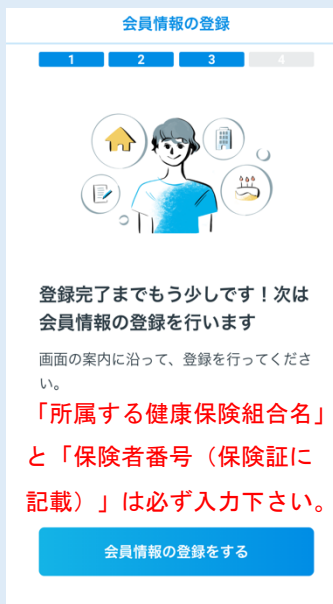 会員情報の登録
1 2 3 4
登録完了までもう少しです！次は
会員情報の登録を行います
画面の案内に沿って、登録を行ってくださ
い。
「所属する健康保険組合名」
と「保険者番号（保険証に
記載）」は必ず入力下さい。
会員情報の登録をする